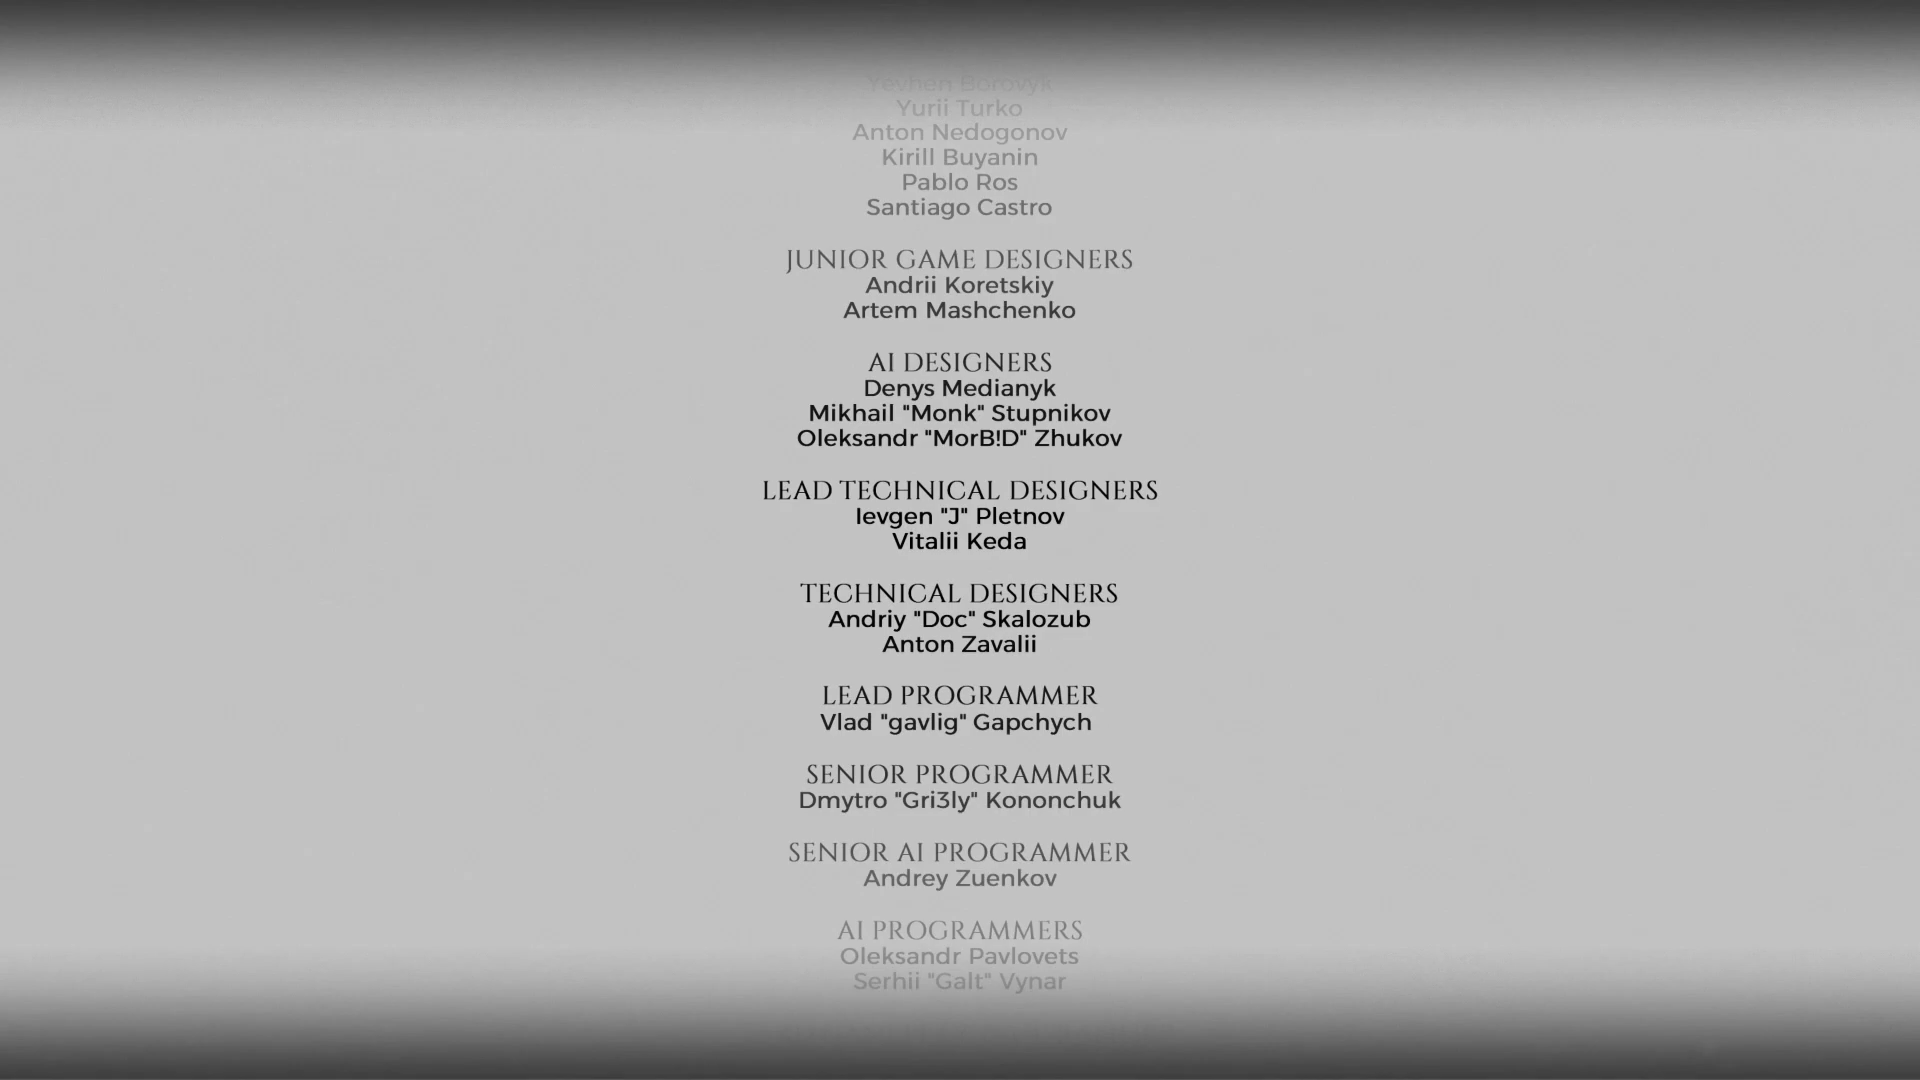 Yevhen Borovyk
Yurii Turko
Anton Nedogonov
Kirill Buyanin
Pablo Ros
Santiago Castro
JUNIOR GAME DESIGNERS
Andrii Koretskiy
Artem Mashchenko
AI DESIGNERS
Denys Medianyk
Mikhail "Monk" Stupnikov
Oleksandr "MorB!D" Zhukov
LEAD TECHNICAL DESIGNERS
Ievgen "J" Pletnov
Vitalii Keda
TECHNICAL DESIGNERS
Andriy "Doc" Skalozub
Anton Zavalii
LEAD PROGRAMMER
Vlad "gavlig" Gapchych
SENIOR PROGRAMMER
Dmytro "Gri3ly" Kononchuk
SENIOR AI PROGRAMMER
Andrey Zuenkov
AI PROGRAMMERS
Oleksandr Pavlovets
Serhii "Galt" Vynar